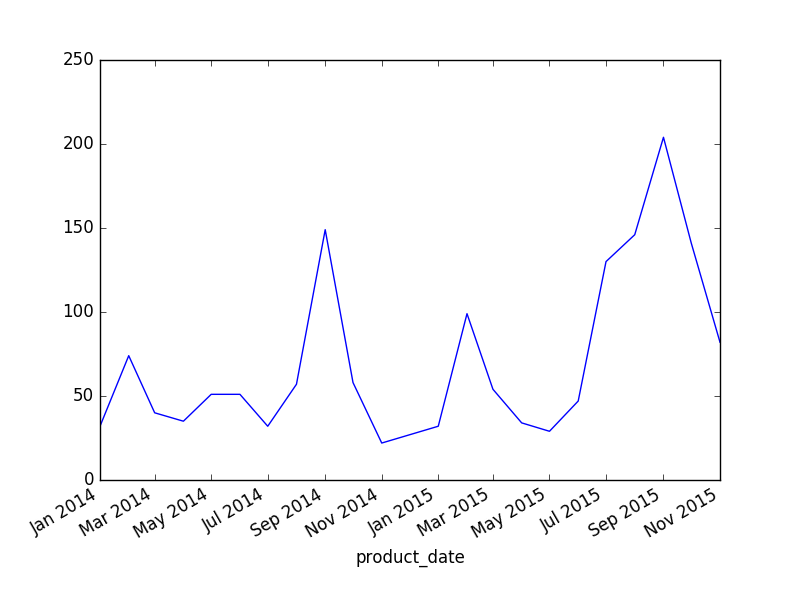 250
200
150
100
50
0
Jan 2014
Mar 2014
May 2014
Jul 2014
Sep 2014
Nov 2014
Jan 2015
Mar 2015
May 2015
Jul 2015
Sep 2015
Nov 2015
product_date